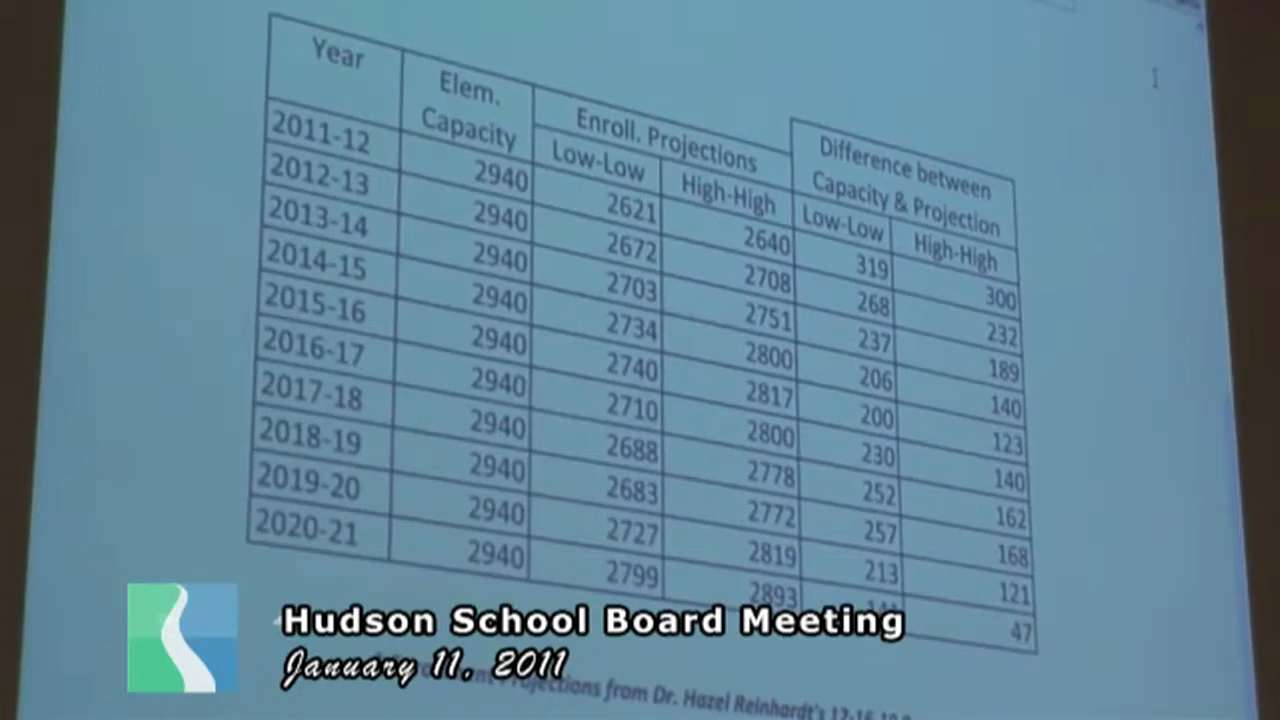 Year Elem. Capacity Enroll. Projections Difference between Capacity & Projection
Low-Low High-High Low-Low High-High
2011-12 2940 2621 2640 319 300
2012-13 2940 2672 2708 268 232
2013-14 2940 2703 2751 237 189
2014-15 2940 2734 2800 206 140
2015-16 2940 2740 2817 200 123
2016-17 2940 2710 2800 230 140
2017-18 2940 2688 2778 252 162
2018-19 2940 2683 2772 257 168
2019-20 2940 2727 2819 213 121
2020-21 2940 2799 2893 47
Hudson School Board Meeting
January 11, 2011
Projections from Dr. Hazel Reinhardt's